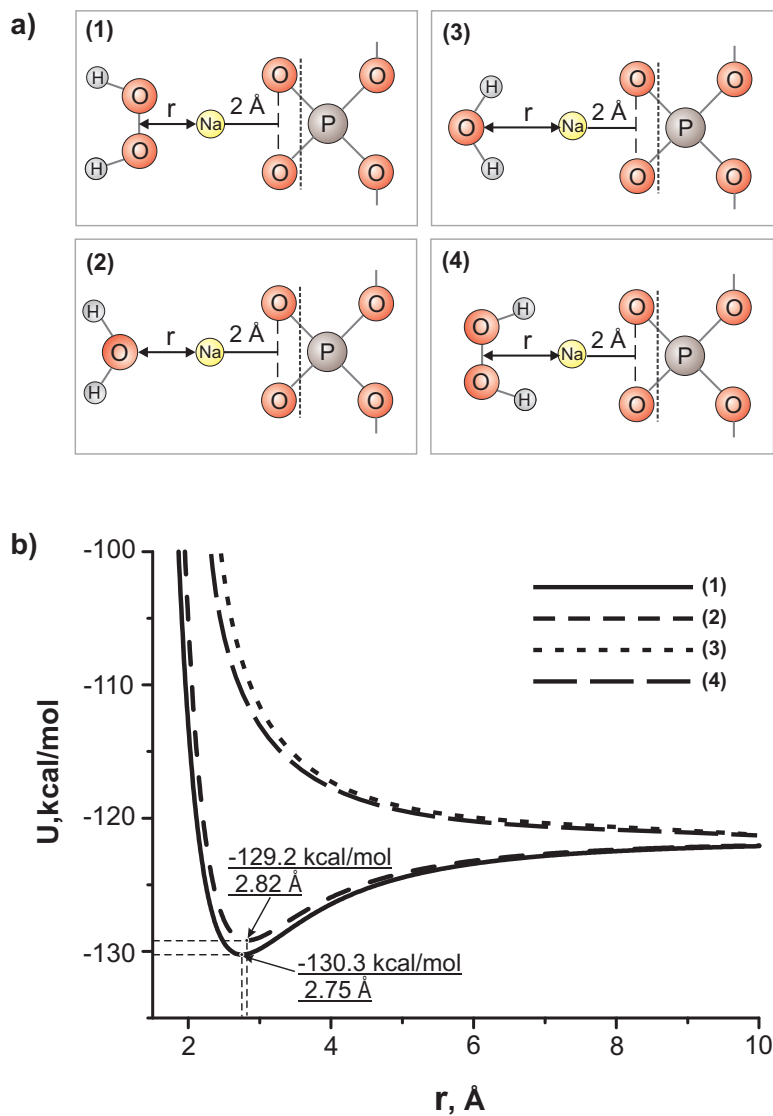 a)
(1)
H
O
O
H
r
Na
2 Å
O
O
P
O
O
(3)
H
O
H
r
Na
2 Å
O
O
P
O
O
(2)
H
O
H
r
Na
2 Å
O
O
P
O
O
(4)
O
H
O
H
r
Na
2 Å
O
O
P
O
O
b)
-100
-110
-120
-130
U,kcal/mol
(1)
(2)
(3)
(4)
-129.2 kcal/mol
2.82 Å
-130.3 kcal/mol
2.75 Å
2 4 6 8 10
r, Å